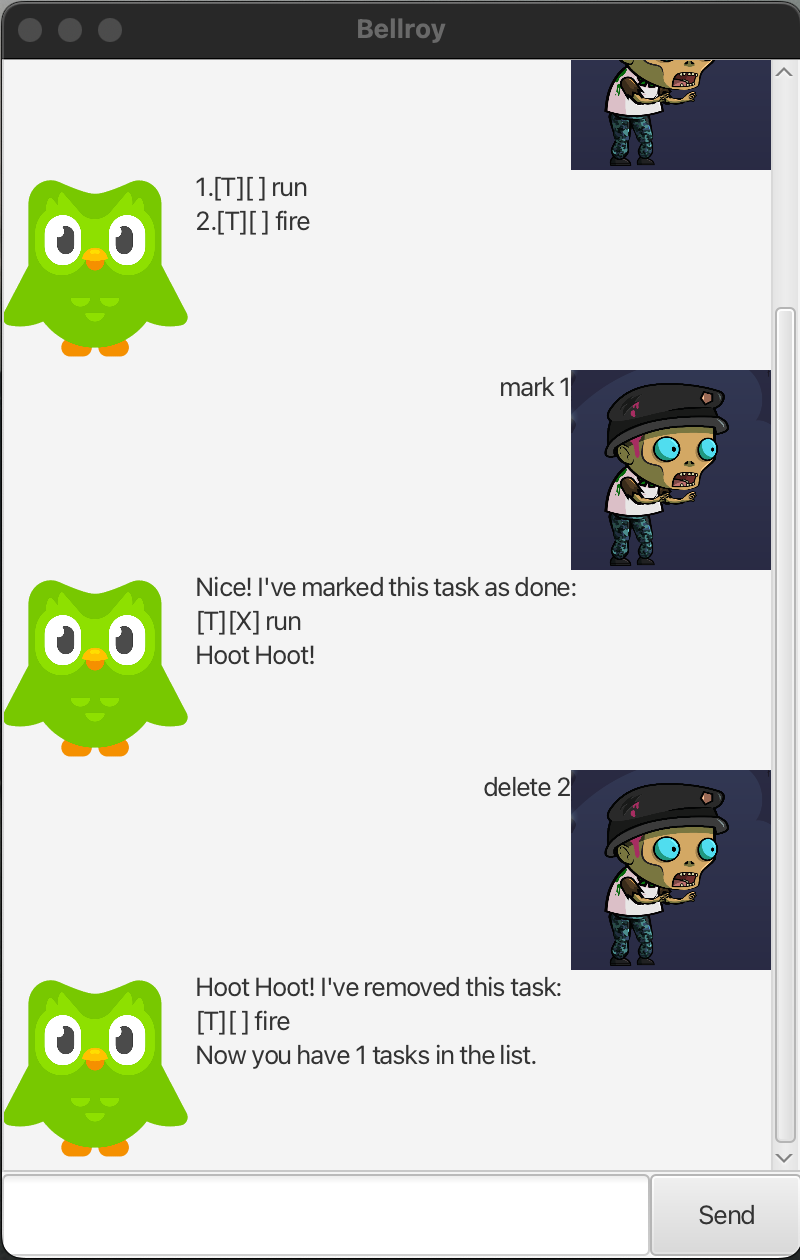 Bellroy
1.[T][ ] run
2.[T][ ] fire
mark 1
Nice! I've marked this task as done:
[T][X] run
Hoot Hoot!
delete 2
Hoot Hoot! I've removed this task:
[T][ ] fire
Now you have 1 tasks in the list.
Send